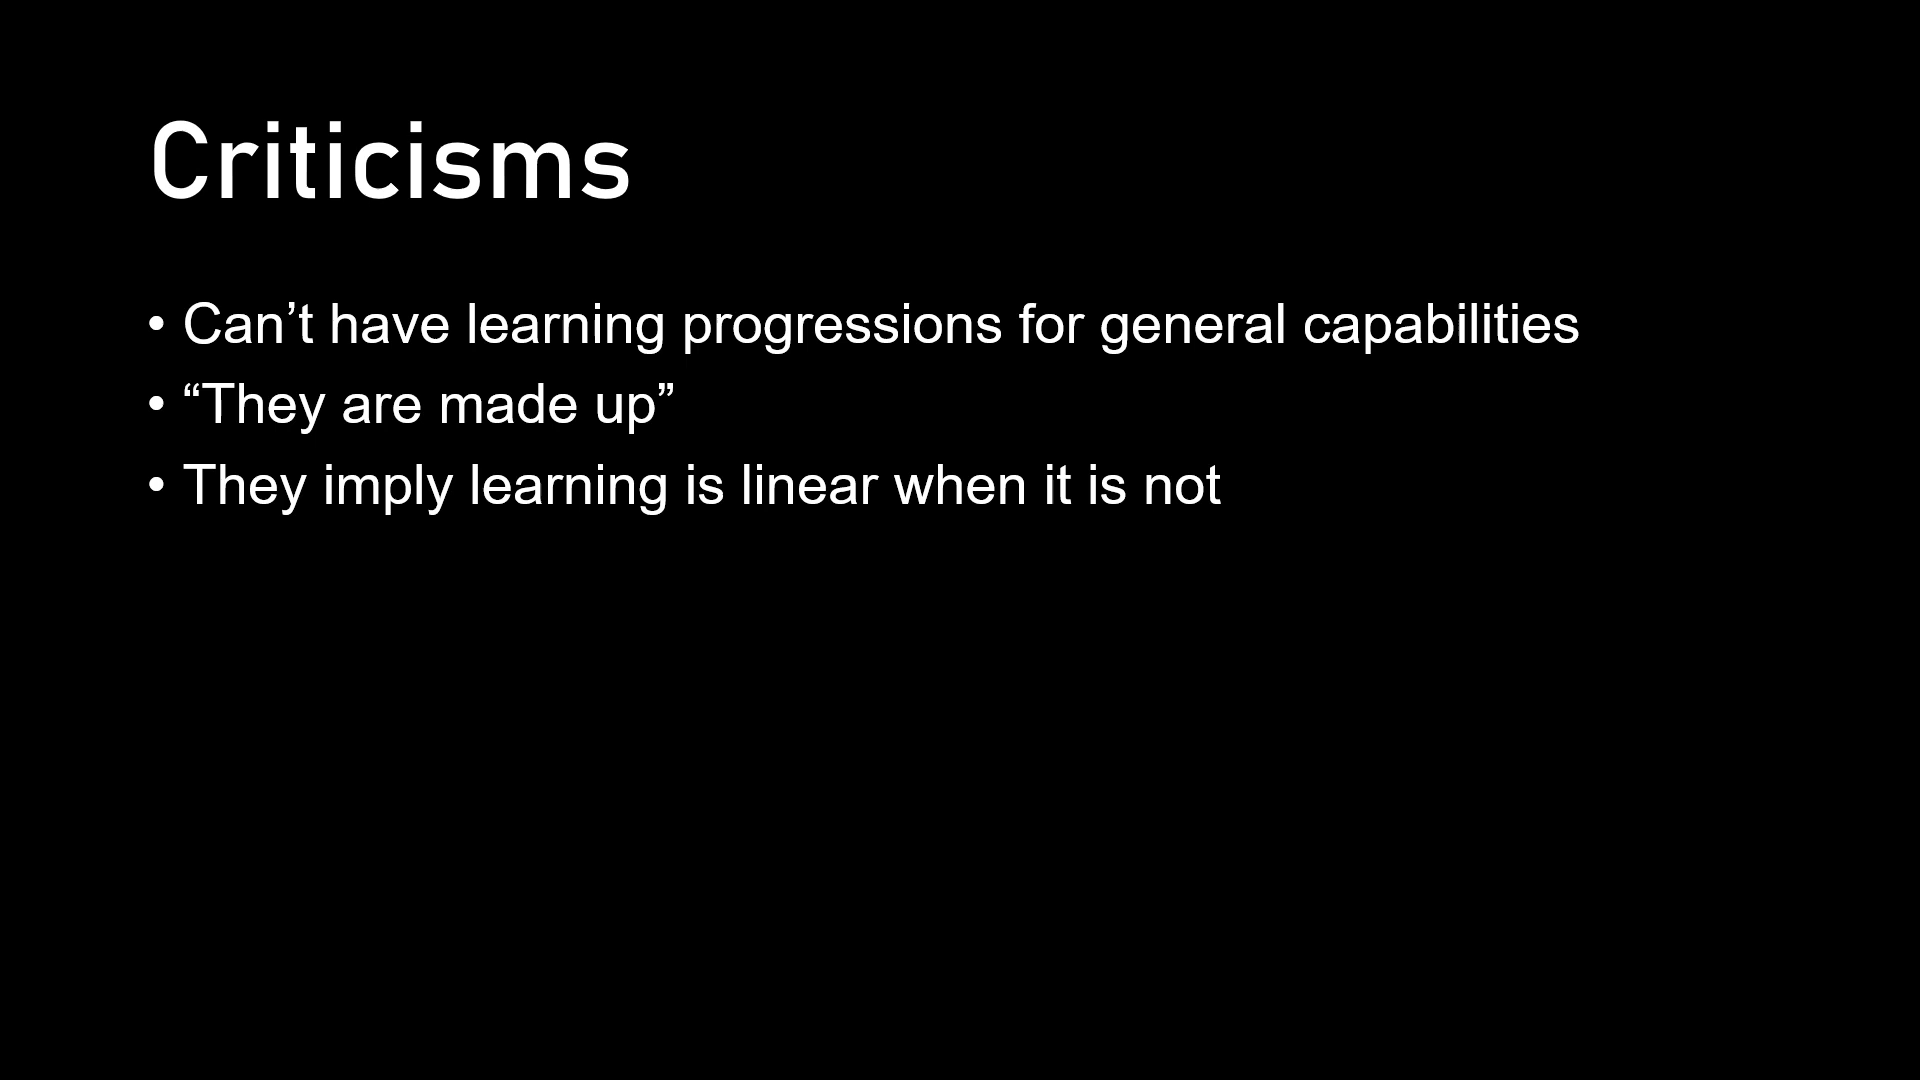 Criticisms
• Can’t have learning progressions for general capabilities
• “They are made up”
• They imply learning is linear when it is not